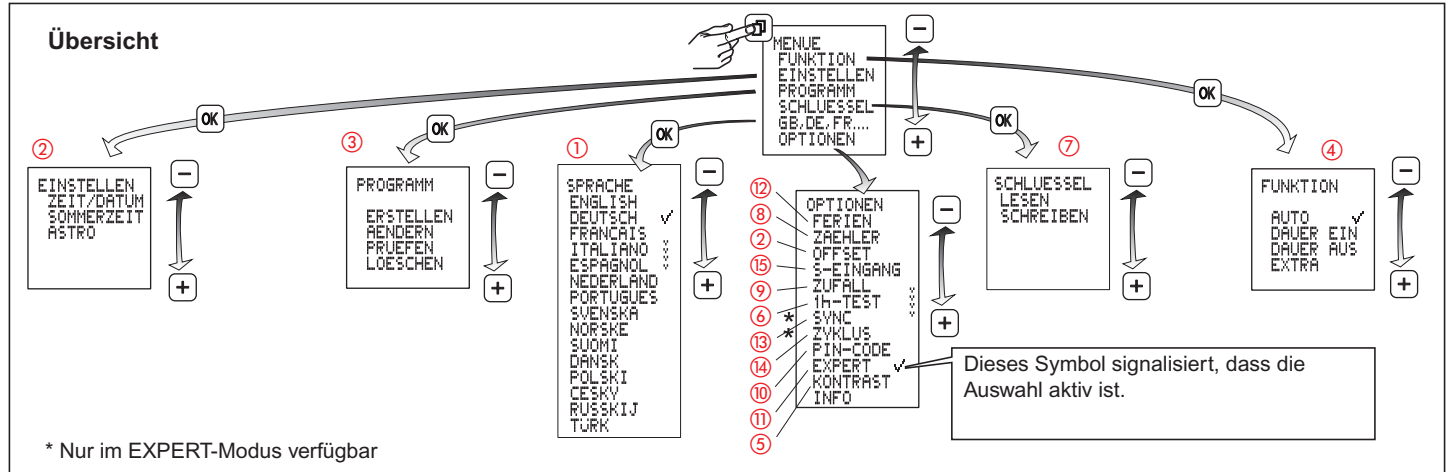 Übersicht
MENUE
FUNKTION
EINSTELLEN
PROGRAMM
SCHLUESSEL
GB,DE,FR....
OPTIONEN
−
+
OK
OK
OK
OK
OK
②
EINSTELLEN
ZEIT/DATUM
SOMMERZEIT
ASTRO
−
+
③
PROGRAMM
ERSTELLEN
AENDERN
PRUEFEN
LOESCHEN
−
+
①
SPRACHE
ENGLISH
DEUTSCH ✓
FRANCAIS
ITALIANO
ESPAGNOL
NEDERLAND
PORTUGUES
SVENSKA
NORSKE
SUOMI
DANSK
POLSKI
CESKY
RUSSKIJ
TURK
−
+
OPTIONEN
⑫ FERIEN
⑧ ZAEHLER
② OFFSET
⑮ S-EINGANG
⑨ ZUFALL
⑥ 1h-TEST
⑬ * SYNC
⑭ * ZYKLUS
⑩ PIN-CODE
⑪ EXPERT ✓
⑤ KONTRAST
INFO
−
+
⑦
SCHLUESSEL
LESEN
SCHREIBEN
−
+
④
FUNKTION
AUTO ✓
DAUER EIN
DAUER AUS
EXTRA
−
+
Dieses Symbol signalisiert, dass die
Auswahl aktiv ist.
* Nur im EXPERT-Modus verfügbar